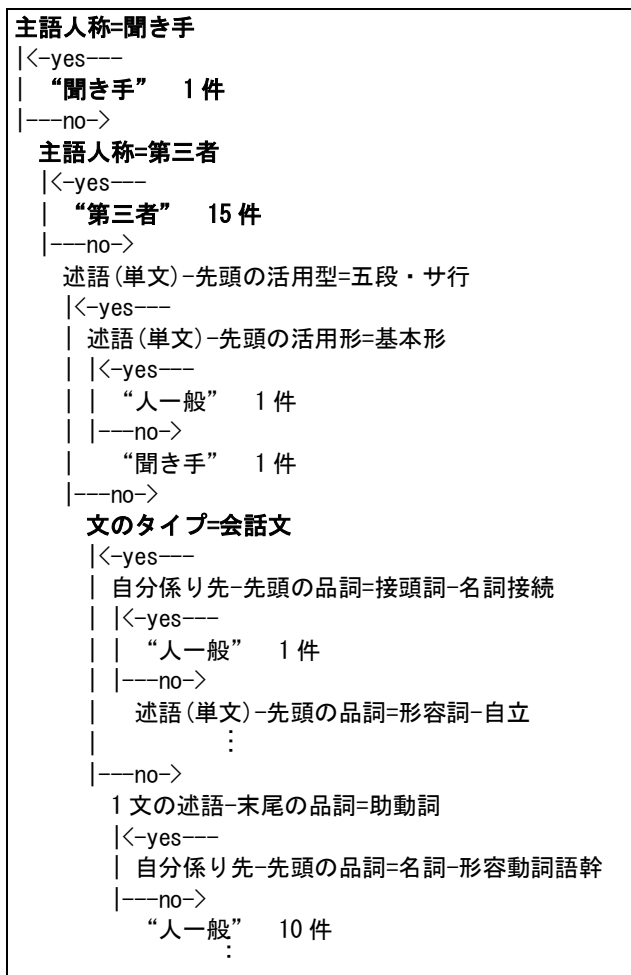 主語人称=聞き手
|<-yes---
| “聞き手” 1件
|---no->
主語人称=第三者
|<-yes---
| “第三者” 15件
|---no->
述語(単文)-先頭の活用型=五段・サ行
|<-yes---
| 述語(単文)-先頭の活用形=基本形
| |<-yes---
| | “人一般” 1件
| |---no->
| “聞き手” 1件
|---no->
文のタイプ=会話文
|<-yes---
| 自分係り先-先頭の品詞=接頭詞-名詞接続
| |<-yes---
| | “人一般” 1件
| |---no->
| 述語(単文)-先頭の品詞=形容詞-自立
| ⋮
|---no->
1文の述語-末尾の品詞=助動詞
|<-yes---
| 自分係り先-先頭の品詞=名詞-形容動詞語幹
|---no->
“人一般” 10件
⋮